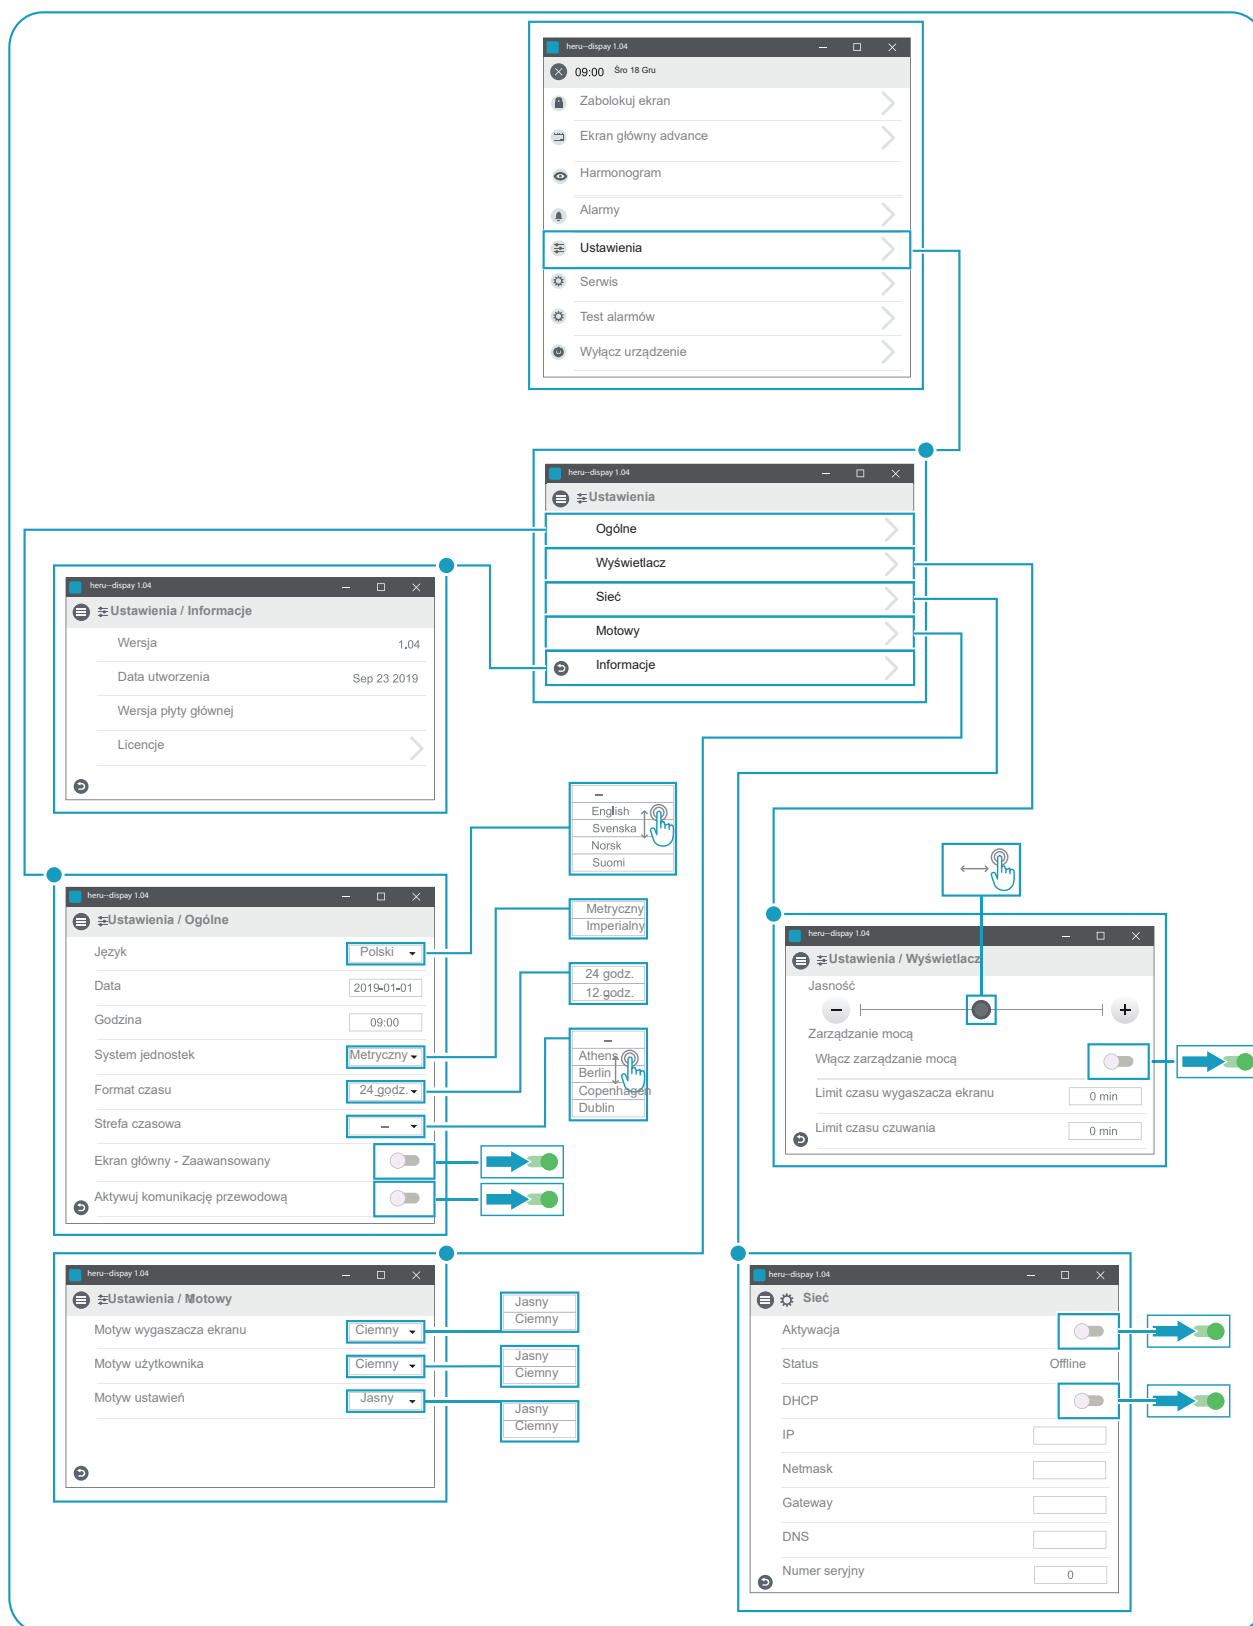 heru--dispay 1.04
09:00 Śro 18 Gru
Zabolokuj ekran
Ekran główny advance
Harmonogram
Alarmy
Ustawienia
Serwis
Test alarmów
Wyłącz urządzenie
heru--dispay 1.04
Ustawienia
Ogólne
Wyświetlacz
Sieć
Motowy
Informacje
heru--dispay 1.04
Ustawienia / Informacje
Wersja 1.04
Data utworzenia Sep 23 2019
Wersja płyty głównej
Licencje
–
English
Svenska
Norsk
Suomi
heru--dispay 1.04
Ustawienia / Ogólne
Język Polski
Data 2019-01-01
Godzina 09:00
System jednostek Metryczny
Format czasu 24 godz.
Strefa czasowa –
Ekran główny - Zaawansowany
Aktywuj komunikację przewodową
Metryczny
Imperialny
24 godz.
12 godz.
–
Athens
Berlin
Copenhagen
Dublin
heru--dispay 1.04
Ustawienia / Wyświetlacz
Jasność
Zarządzanie mocą
Włącz zarządzanie mocą
Limit czasu wygaszacza ekranu 0 min
Limit czasu czuwania 0 min
heru--dispay 1.04
Ustawienia / Motowy
Motyw wygaszacza ekranu Ciemny
Motyw użytkownika Ciemny
Motyw ustawień Jasny
Jasny
Ciemny
Jasny
Ciemny
Jasny
Ciemny
heru--dispay 1.04
Sieć
Aktywacja
Status Offline
DHCP
IP
Netmask
Gateway
DNS
Numer seryjny 0